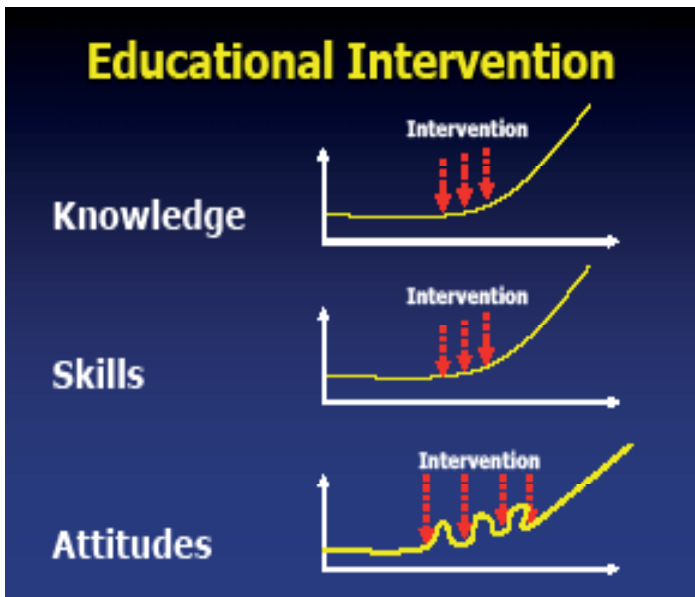 Educational Intervention
Intervention
Knowledge
Intervention
Skills
Intervention
Attitudes